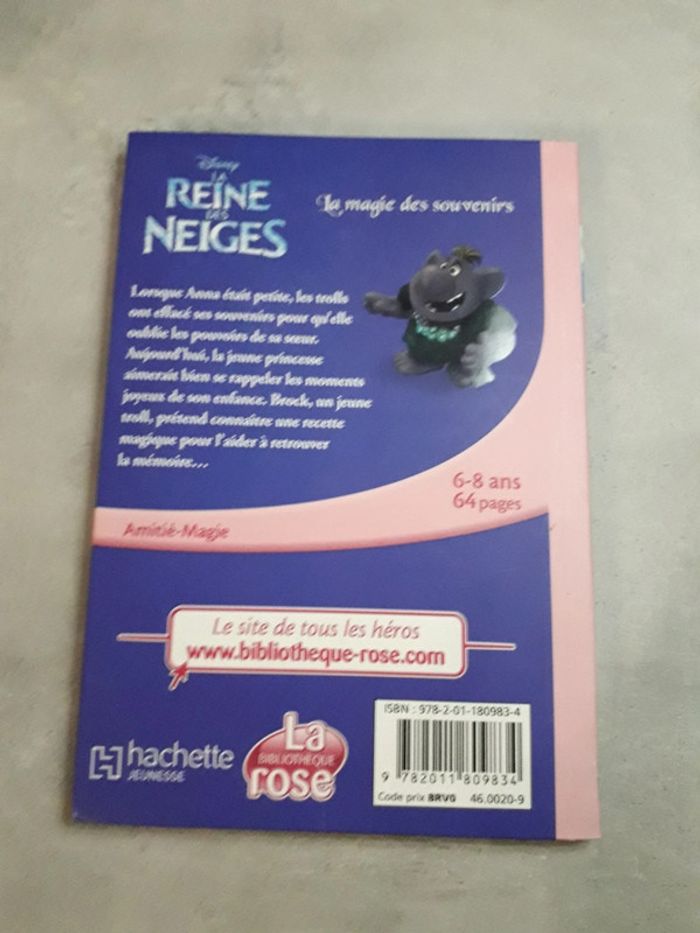 Disney
LA
REINE
DES
NEIGES
La magie des souvenirs
Lorsque Anna était petite, les trolls
ont effacé ses souvenirs pour qu'elle
oublie les pouvoirs de sa sœur.
Aujourd'hui, la jeune princesse
aimerait bien se rappeler les moments
joyeux de son enfance. Brock, un jeune
troll, prétend connaître une recette
magique pour l'aider à retrouver
la mémoire...
6-8 ans
64 pages
Amitié-Magie
Le site de tous les héros
www.bibliotheque-rose.com
hachette
JEUNESSE
La
BIBLIOTHÈQUE
rose
ISBN : 978-2-01-180983-4
9 782011 809834
Code prix BRV0 46.0020-9